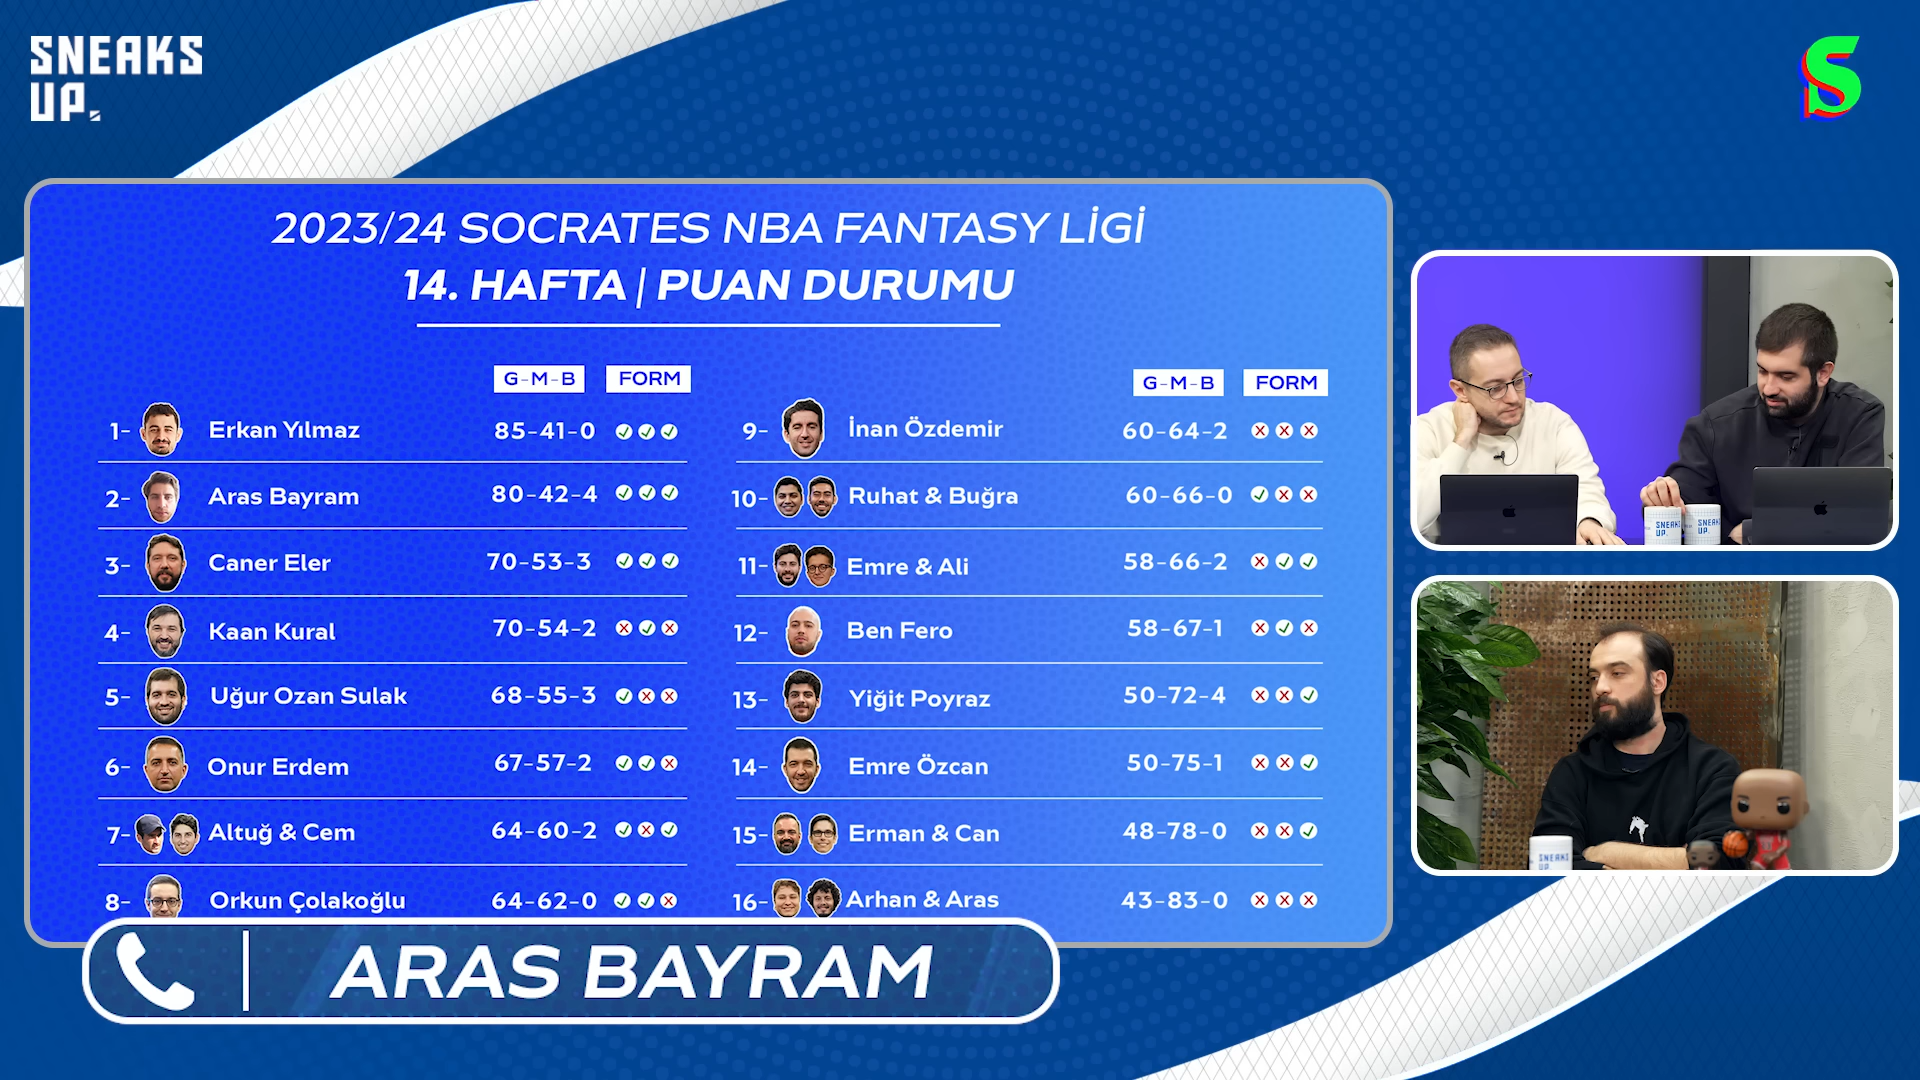 SNEAKS
UP.
S
2023/24 SOCRATES NBA FANTASY LİGİ
14. HAFTA | PUAN DURUMU
G-M-B FORM
1- Erkan Yılmaz 85-41-0
2- Aras Bayram 80-42-4
3- Caner Eler 70-53-3
4- Kaan Kural 70-54-2
5- Uğur Ozan Sulak 68-55-3
6- Onur Erdem 67-57-2
7- Altuğ & Cem 64-60-2
8- Orkun Çolakoğlu 64-62-0
G-M-B FORM
9- İnan Özdemir 60-64-2
10- Ruhat & Buğra 60-66-0
11- Emre & Ali 58-66-2
12- Ben Fero 58-67-1
13- Yiğit Poyraz 50-72-4
14- Emre Özcan 50-75-1
15- Erman & Can 48-78-0
16- Arhan & Aras 43-83-0
ARAS BAYRAM
SNEAKS
UP.
SNEAKS
UP.
SNEAKS
UP.